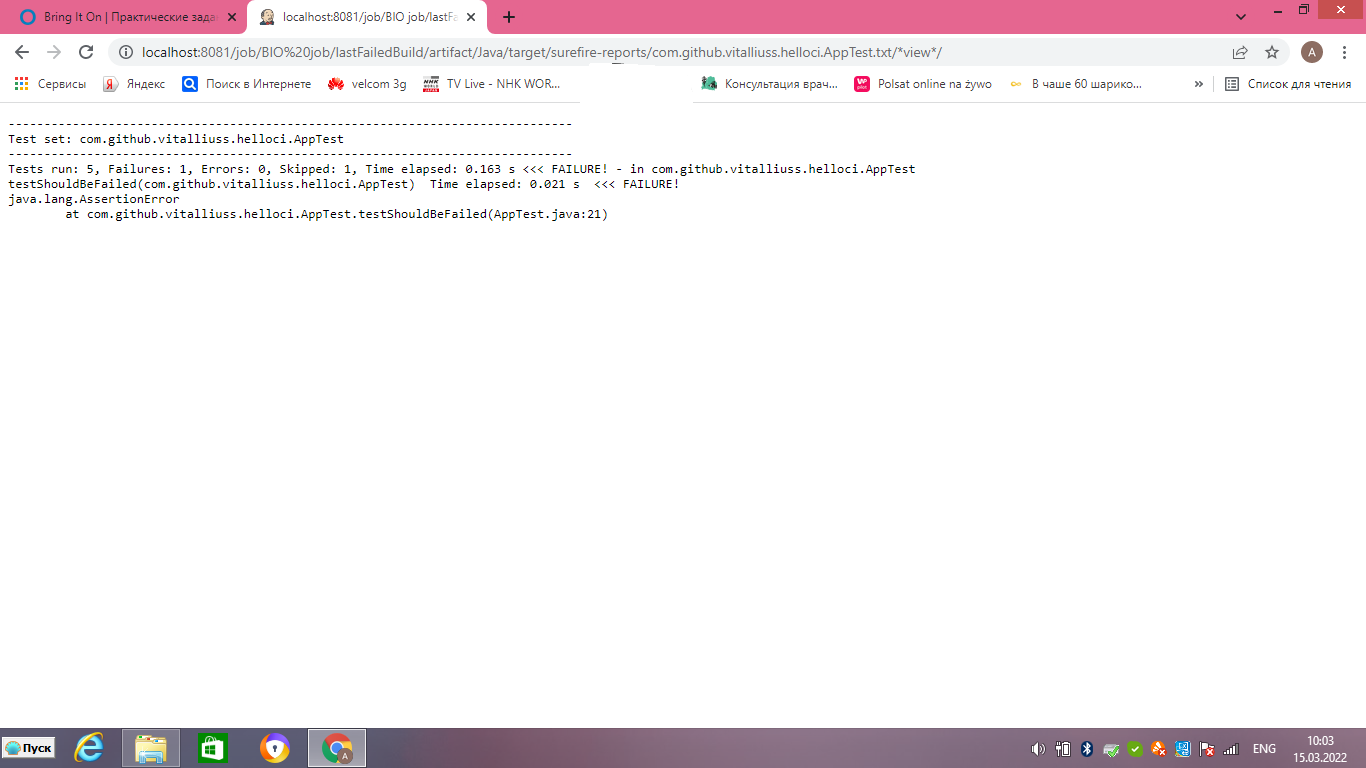 Bring It On | Практические зада
localhost:8081/job/BIO job/lastFa
localhost:8081/job/BIO%20job/lastFailedBuild/artifact/Java/target/surefire-reports/com.github.vitalliuss.helloci.AppTest.txt/*view*/
A
Сервисы Яндекс Поиск в Интернете velcom 3g TV Live - NHK WOR... Консультация врач... Polsat online na żywo В чаше 60 шарико... » Список для чтения
-------------------------------------------------------------------------------
Test set: com.github.vitalliuss.helloci.AppTest
-------------------------------------------------------------------------------
Tests run: 5, Failures: 1, Errors: 0, Skipped: 1, Time elapsed: 0.163 s <<< FAILURE! - in com.github.vitalliuss.helloci.AppTest
testShouldBeFailed(com.github.vitalliuss.helloci.AppTest)  Time elapsed: 0.021 s  <<< FAILURE!
java.lang.AssertionError
        at com.github.vitalliuss.helloci.AppTest.testShouldBeFailed(AppTest.java:21)
Пуск
A
ENG
10:03
15.03.2022